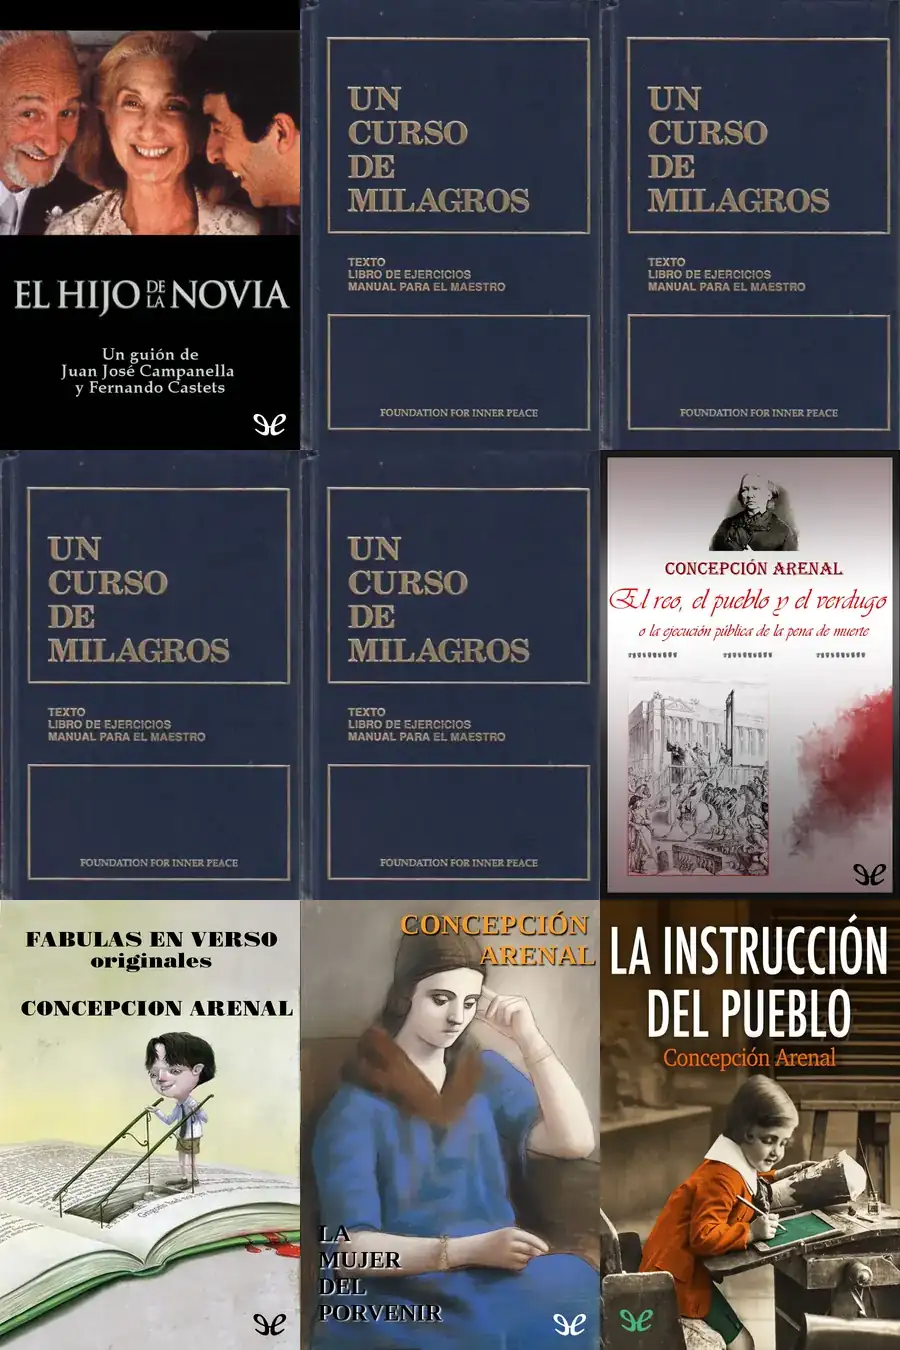 EL HIJO DE LA NOVIA
Un guión de
Juan José Campanella
y Fernando Castets
UN
CURSO
DE
MILAGROS
TEXTO
LIBRO DE EJERCICIOS
MANUAL PARA EL MAESTRO
FOUNDATION FOR INNER PEACE
UN
CURSO
DE
MILAGROS
TEXTO
LIBRO DE EJERCICIOS
MANUAL PARA EL MAESTRO
FOUNDATION FOR INNER PEACE
UN
CURSO
DE
MILAGROS
TEXTO
LIBRO DE EJERCICIOS
MANUAL PARA EL MAESTRO
FOUNDATION FOR INNER PEACE
UN
CURSO
DE
MILAGROS
TEXTO
LIBRO DE EJERCICIOS
MANUAL PARA EL MAESTRO
FOUNDATION FOR INNER PEACE
CONCEPCIÓN ARENAL
El reo, el pueblo y el verdugo
o la ejecución pública de la pena de muerte
FABULAS EN VERSO
originales
CONCEPCION ARENAL
CONCEPCIÓN
ARENAL
LA
MUJER
DEL
PORVENIR
LA INSTRUCCIÓN
DEL PUEBLO
Concepción Arenal